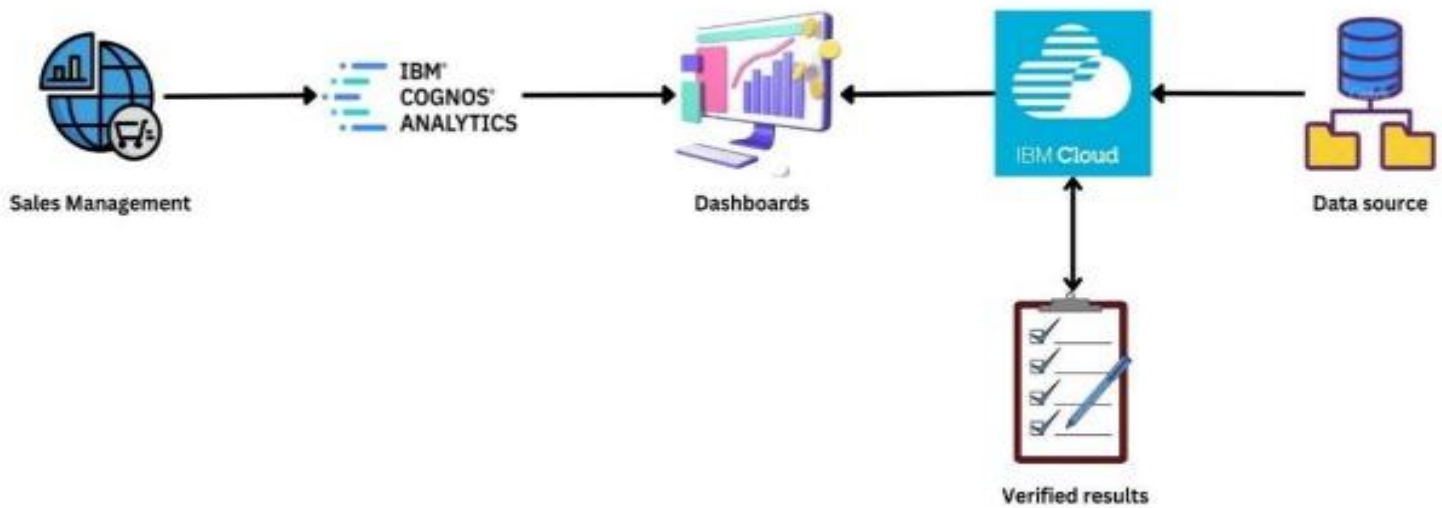 IBM®
COGNOS®
ANALYTICS
IBM Cloud
Sales Management
Dashboards
Data source
Verified results